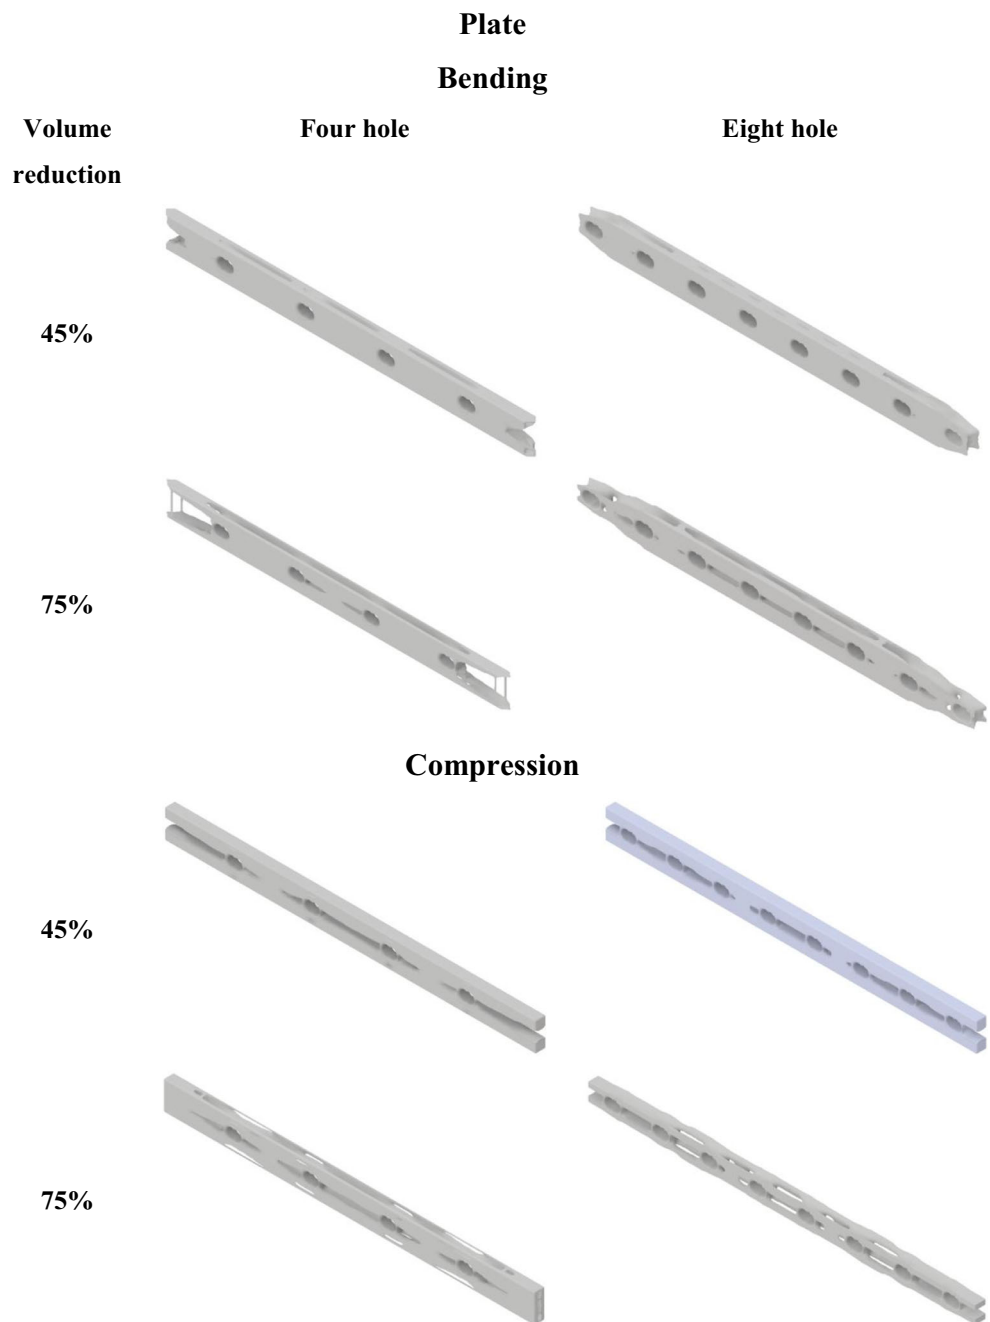 Plate
Bending
Volume reduction
Four hole
Eight hole
45%
75%
Compression
45%
75%